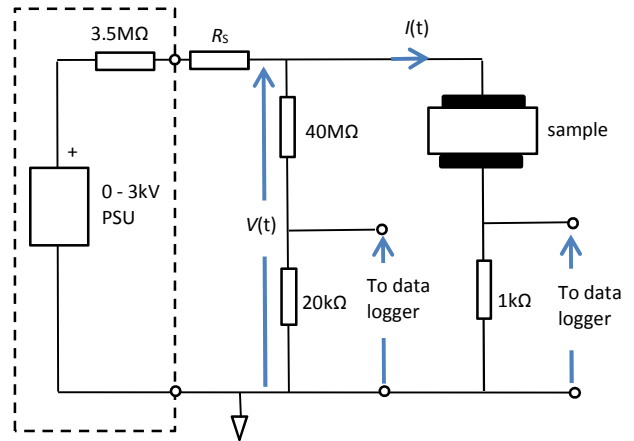 3.5MΩ
Rs
I(t)
40MΩ
sample
+
0 - 3kV
PSU
V(t)
20kΩ
To data
logger
1kΩ
To data
logger